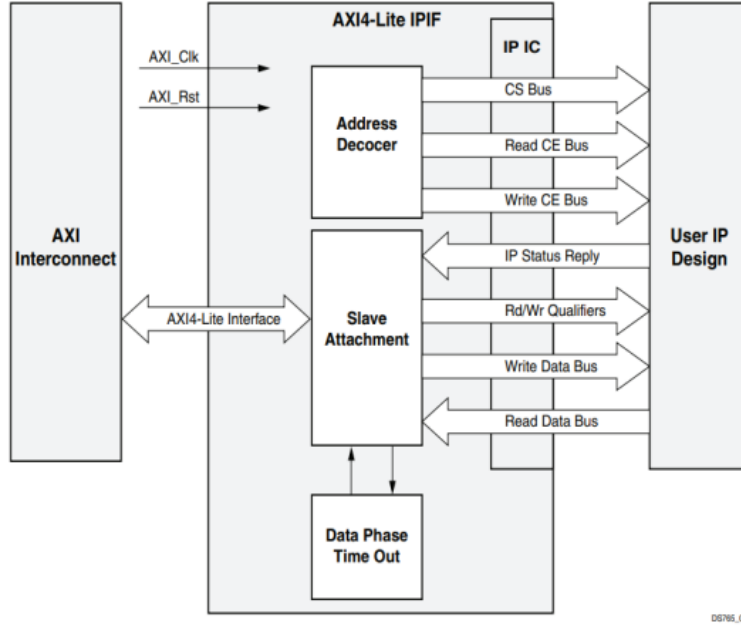 AXI4-Lite IPIF
IP IC
AXI_Clk
AXI_Rst
AXI
Interconnect
Address
Decocer
CS Bus
Read CE Bus
Write CE Bus
User IP
Design
IP Status Reply
AXI4-Lite Interface
Slave
Attachment
Rd/Wr Qualifiers
Write Data Bus
Read Data Bus
Data Phase
Time Out